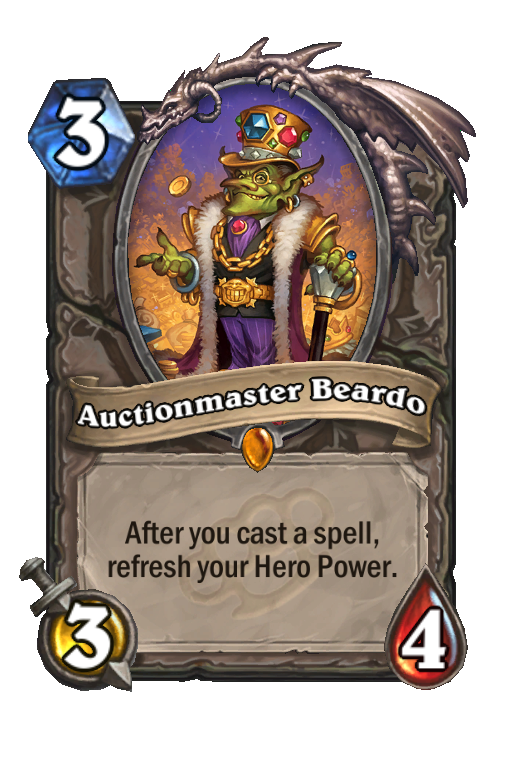 3
Auctionmaster Beardo
After you cast a spell,
refresh your Hero Power.
3
4